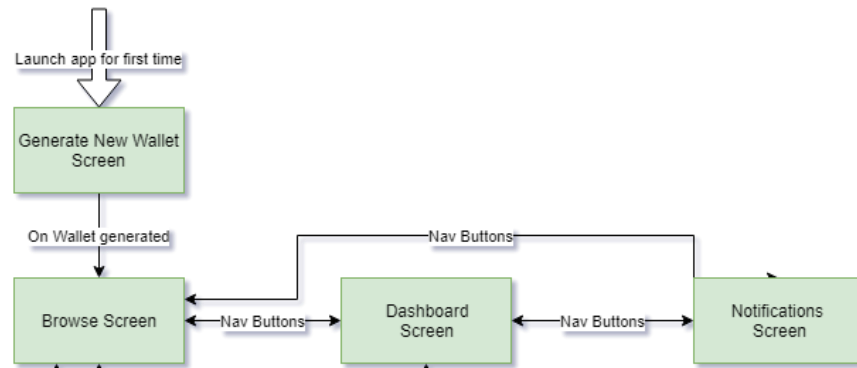 Launch app for first time
Generate New Wallet
Screen
On Wallet generated
Nav Buttons
Browse Screen
Nav Buttons
Dashboard
Screen
Nav Buttons
Notifications
Screen